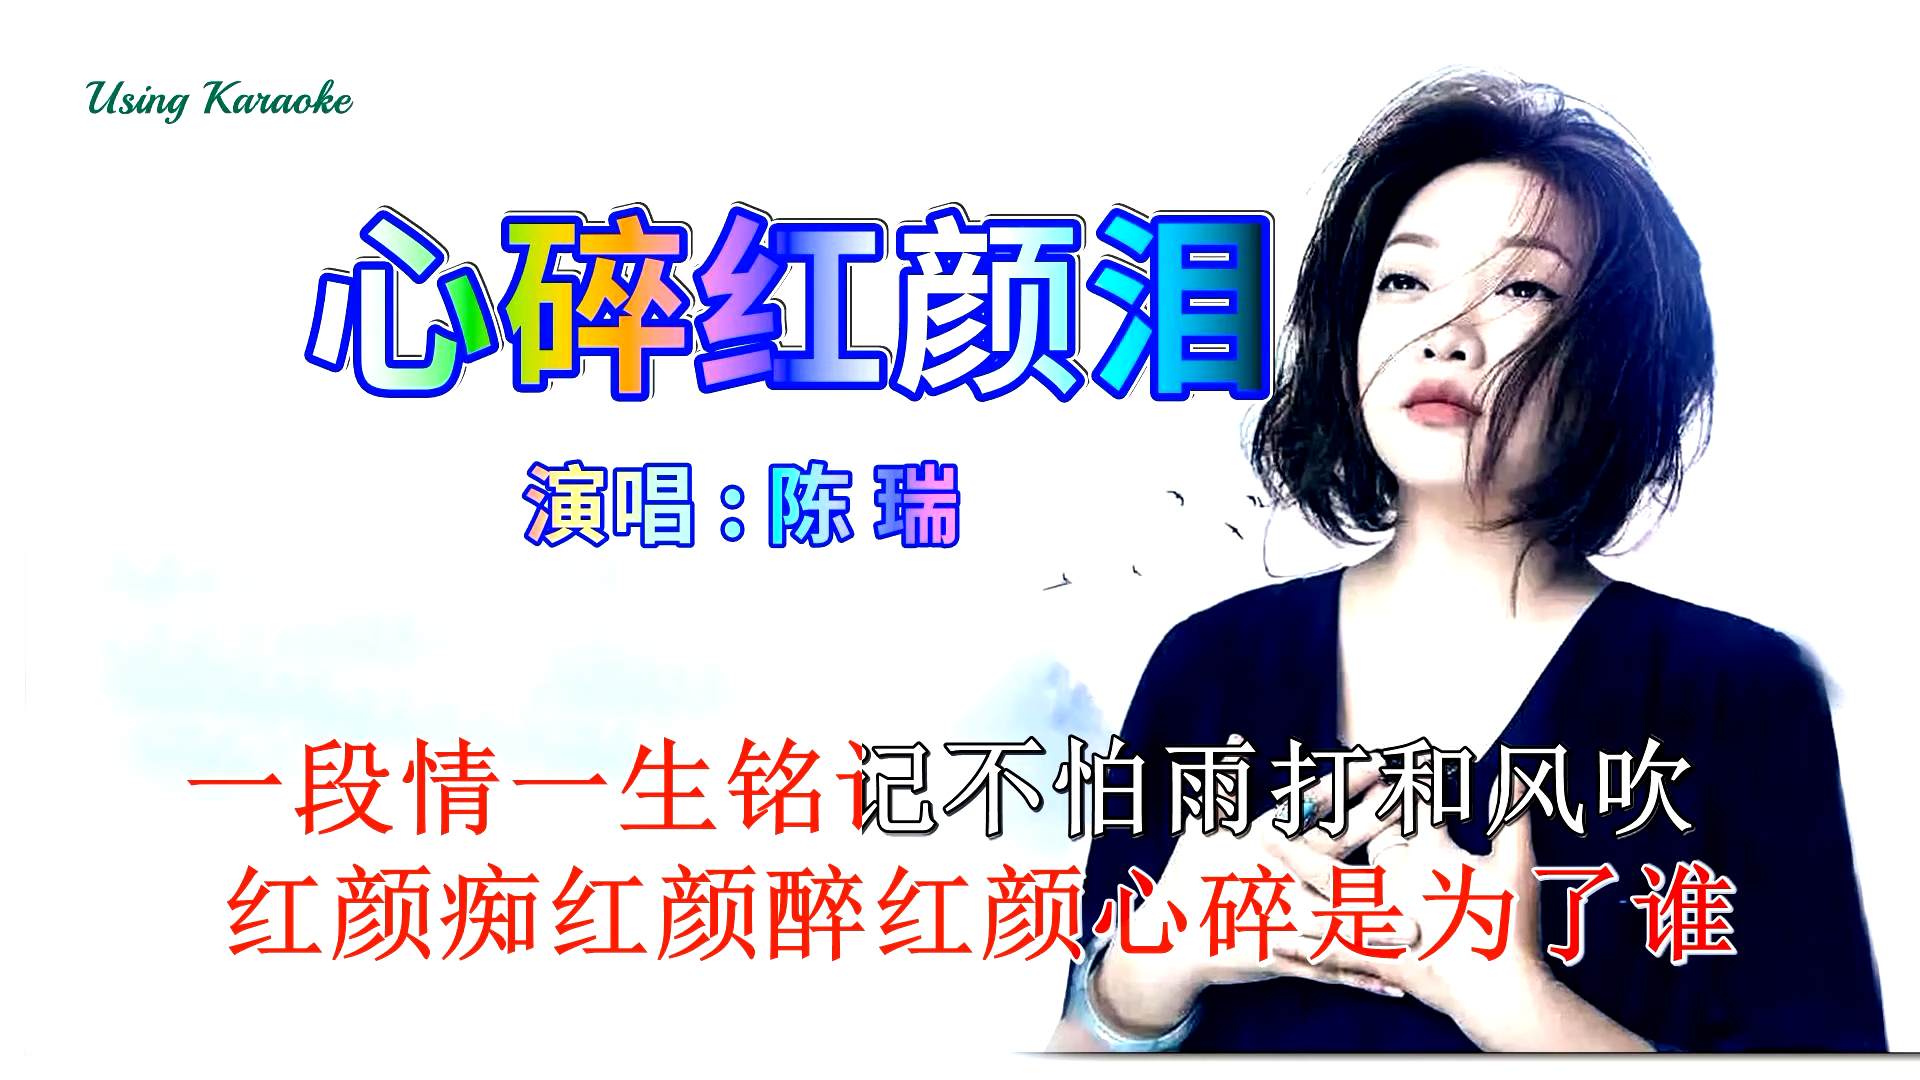 Using Karaoke
心碎红颜泪
演唱:陈瑞
一段情一生铭记不怕雨打和风吹
红颜痴红颜醉红颜心碎是为了谁